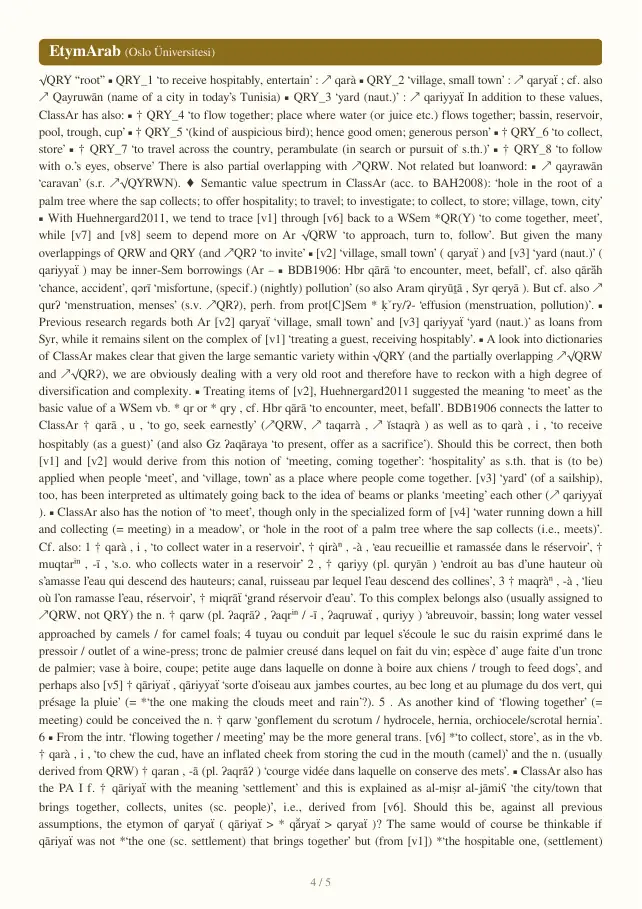 EtymArab (Oslo Üniversitesi)
√QRY “root” ▪ QRY_1 ‘to receive hospitably, entertain’ : ↗ qarà ▪ QRY_2 ‘village, small town’ : ↗ qaryaẗ ; cf. also
↗ Qayruwān (name of a city in today’s Tunisia) ▪ QRY_3 ‘yard (naut.)’ : ↗ qariyyaẗ In addition to these values,
ClassAr has also: ▪ † QRY_4 ‘to flow together; place where water (or juice etc.) flows together; bassin, reservoir,
pool, trough, cup’ ▪ † QRY_5 ‘(kind of auspicious bird); hence good omen; generous person’ ▪ † QRY_6 ‘to collect,
store’ ▪ † QRY_7 ‘to travel across the country, perambulate (in search or pursuit of s.th.)’ ▪ † QRY_8 ‘to follow
with o.’s eyes, observe’ There is also partial overlapping with ↗QRW. Not related but loanword: ▪ ↗ qayrawān
‘caravan’ (s.r. ↗√QYRWN). ♦ Semantic value spectrum in ClassAr (acc. to BAH2008): ‘hole in the root of a
palm tree where the sap collects; to offer hospitality; to travel; to investigate; to collect, to store; village, town, city’
▪ With Huehnergard2011, we tend to trace [v1] through [v6] back to a WSem *QR(Y) ‘to come together, meet’,
while [v7] and [v8] seem to depend more on Ar √QRW ‘to approach, turn to, follow’. But given the many
overlappings of QRW and QRY (and ↗QRʔ ‘to invite’ ▪ [v2] ‘village, small town’ ( qaryaẗ ) and [v3] ‘yard (naut.)’ (
qariyyaẗ ) may be inner-Sem borrowings (Ar – ▪ BDB1906: Hbr qārā ‘to encounter, meet, befall’, cf. also qārǟh
‘chance, accident’, qərī ‘misfortune, (specif.) (nightly) pollution’ (so also Aram qiryūṯā , Syr qeryā ). But cf. also ↗
qurʔ ‘menstruation, menses’ (s.v. ↗QRʔ), perh. from prot[C]Sem * ḳˇry/ʔ- ‘effusion (menstruation, pollution)’. ▪
Previous research regards both Ar [v2] qaryaẗ ‘village, small town’ and [v3] qariyyaẗ ‘yard (naut.)’ as loans from
Syr, while it remains silent on the complex of [v1] ‘treating a guest, receiving hospitably’. ▪ A look into dictionaries
of ClassAr makes clear that given the large semantic variety within √QRY (and the partially overlapping ↗√QRW
and ↗√QRʔ), we are obviously dealing with a very old root and therefore have to reckon with a high degree of
diversification and complexity. ▪ Treating items of [v2], Huehnergard2011 suggested the meaning ‘to meet’ as the
basic value of a WSem vb. * qr or * qry , cf. Hbr qārā ‘to encounter, meet, befall’. BDB1906 connects the latter to
ClassAr † qarā , u , ‘to go, seek earnestly’ (↗QRW, ↗ taqarrà , ↗ ĭstaqrà ) as well as to qarà , i , ‘to receive
hospitably (as a guest)’ (and also Gz ʔaqāraya ‘to present, offer as a sacrifice’). Should this be correct, then both
[v1] and [v2] would derive from this notion of ‘meeting, coming together’: ‘hospitality’ as s.th. that is (to be)
applied when people ‘meet’, and ‘village, town’ as a place where people come together. [v3] ‘yard’ (of a sailship),
too, has been interpreted as ultimately going back to the idea of beams or planks ‘meeting’ each other (↗ qariyyaẗ
). ▪ ClassAr also has the notion of ‘to meet’, though only in the specialized form of [v4] ‘water running down a hill
and collecting (= meeting) in a meadow’, or ‘hole in the root of a palm tree where the sap collects (i.e., meets)’.
Cf. also: 1 † qarà , i , ‘to collect water in a reservoir’, † qiràⁿ , -à , ‘eau recueillie et ramassée dans le réservoir’, †
muqtarⁱⁿ , -ī , ‘s.o. who collects water in a reservoir’ 2 , † qariyy (pl. quryān ) ‘endroit au bas d’une hauteur où
s’amasse l’eau qui descend des hauteurs; canal, ruisseau par lequel l’eau descend des collines’, 3 † maqràⁿ , -à , ‘lieu
où l’on ramasse l’eau, réservoir’, † miqrāẗ ‘grand réservoir d’eau’. To this complex belongs also (usually assigned to
↗QRW, not QRY) the n. † qarw (pl. ʔaqrāʔ , ʔaqrⁱⁿ / -ī , ʔaqruwaẗ , quriyy ) ‘abreuvoir, bassin; long water vessel
approached by camels / for camel foals; 4 tuyau ou conduit par lequel s’écoule le suc du raisin exprimé dans le
pressoir / outlet of a wine-press; tronc de palmier creusé dans lequel on fait du vin; espèce d’ auge faite d’un tronc
de palmier; vase à boire, coupe; petite auge dans laquelle on donne à boire aux chiens / trough to feed dogs’, and
perhaps also [v5] † qāriyaẗ , qāriyyaẗ ‘sorte d’oiseau aux jambes courtes, au bec long et au plumage du dos vert, qui
présage la pluie’ (= *‘the one making the clouds meet and rain’?). 5 . As another kind of ‘flowing together’ (=
meeting) could be conceived the n. † qarw ‘gonflement du scrotum / hydrocele, hernia, orchiocele/scrotal hernia’.
6 ▪ From the intr. ‘flowing together / meeting’ may be the more general trans. [v6] *‘to collect, store’, as in the vb.
† qarà , i , ‘to chew the cud, have an inflated cheek from storing the cud in the mouth (camel)’ and the n. (usually
derived from QRW) † qaran , -ā (pl. ʔaqrāʔ ) ‘courge vidée dans laquelle on conserve des mets’. ▪ ClassAr also has
the PA I f. † qāriyaẗ with the meaning ‘settlement’ and this is explained as al-miṣr al-jāmiʕ ‘the city/town that
brings together, collects, unites (sc. people)’, i.e., derived from [v6]. Should this be, against all previous
assumptions, the etymon of qaryaẗ ( qāriyaẗ > * qā̆ryaẗ > qaryaẗ )? The same would of course be thinkable if
qāriyaẗ was not *‘the one (sc. settlement) that brings together’ but (from [v1]) *‘the hospitable one, (settlement)
4 / 5